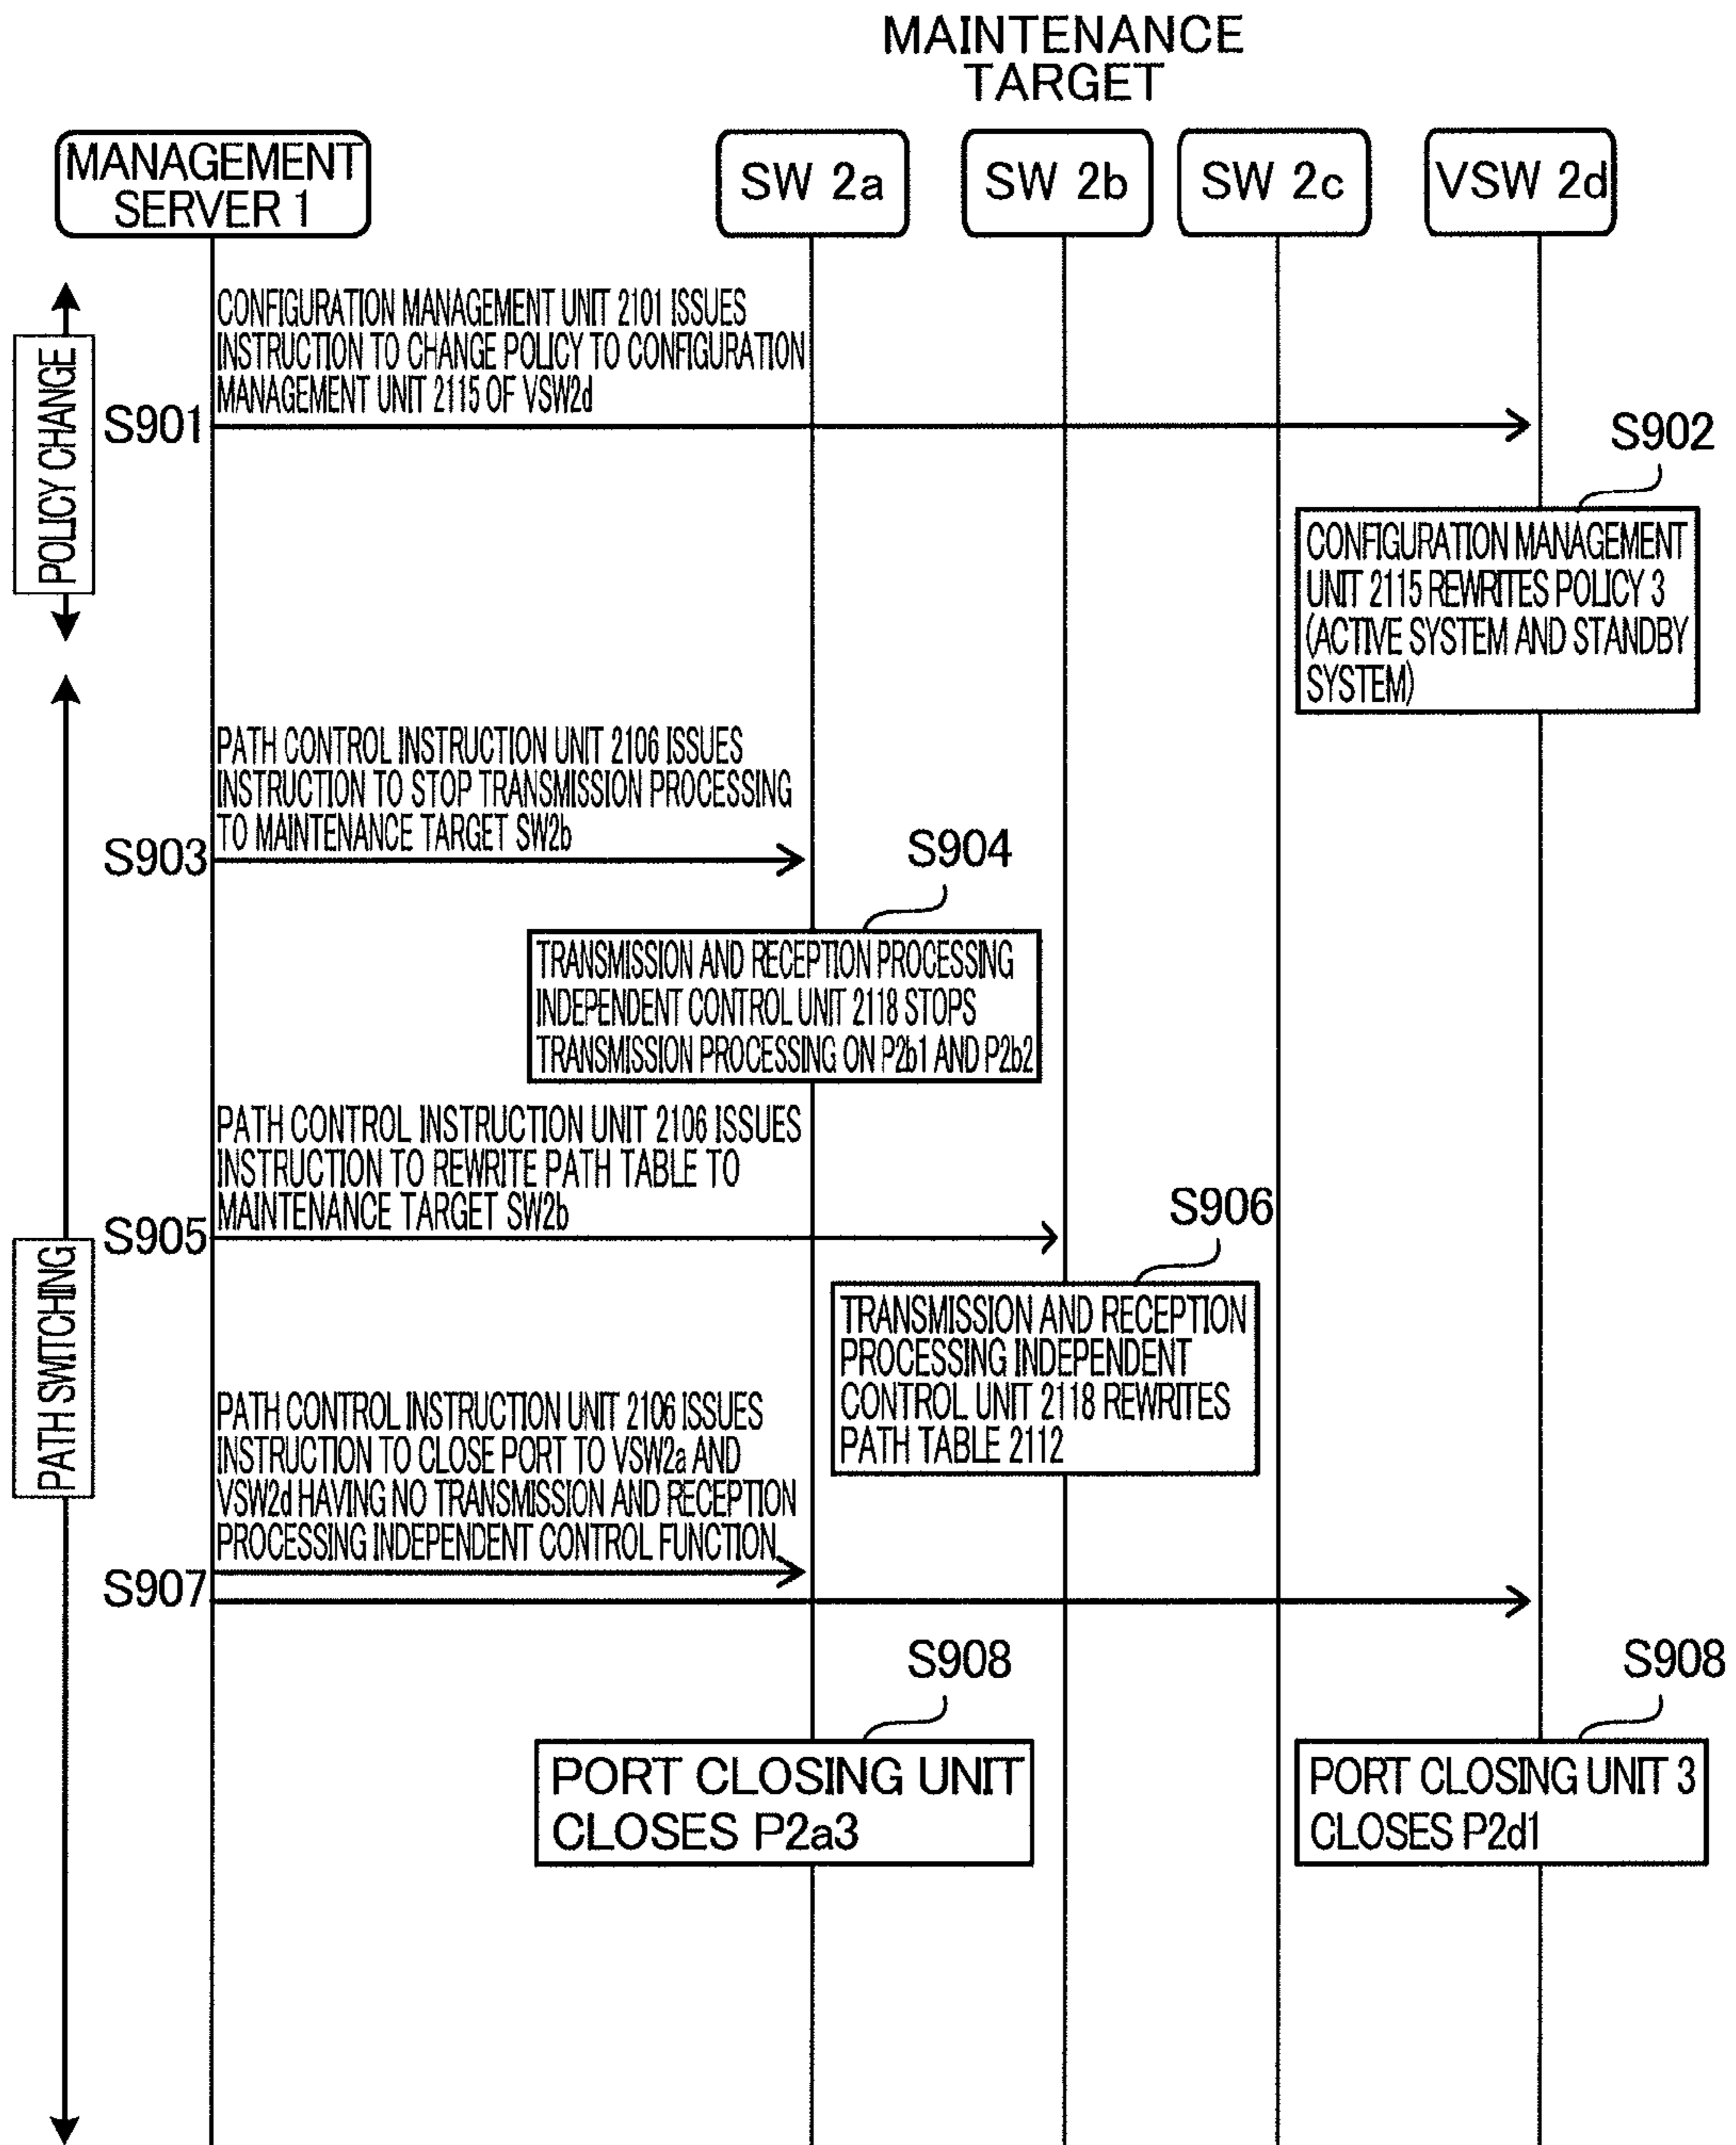 MAINTENANCE
TARGET
MANAGEMENT
SERVER 1
SW 2a
SW 2b
SW 2c
VSW 2d
POLICY CHANGE
CONFIGURATION MANAGEMENT UNIT 2101 ISSUES
INSTRUCTION TO CHANGE POLICY TO CONFIGURATION
MANAGEMENT UNIT 2115 OF VSW2d
S901
S902
CONFIGURATION MANAGEMENT
UNIT 2115 REWRITES POLICY 3
(ACTIVE SYSTEM AND STANDBY
SYSTEM)
PATH SWITCHING
PATH CONTROL INSTRUCTION UNIT 2106 ISSUES
INSTRUCTION TO STOP TRANSMISSION PROCESSING
TO MAINTENANCE TARGET SW2b
S903
S904
TRANSMISSION AND RECEPTION PROCESSING
INDEPENDENT CONTROL UNIT 2118 STOPS
TRANSMISSION PROCESSING ON P2b1 AND P2b2
PATH CONTROL INSTRUCTION UNIT 2106 ISSUES
INSTRUCTION TO REWRITE PATH TABLE TO
MAINTENANCE TARGET SW2b
S905
S906
TRANSMISSION AND RECEPTION
PROCESSING INDEPENDENT
CONTROL UNIT 2118 REWRITES
PATH TABLE 2112
PATH CONTROL INSTRUCTION UNIT 2106 ISSUES
INSTRUCTION TO CLOSE PORT TO VSW2a AND
VSW2d HAVING NO TRANSMISSION AND RECEPTION
PROCESSING INDEPENDENT CONTROL FUNCTION
S907
S908
PORT CLOSING UNIT
CLOSES P2a3
S908
PORT CLOSING UNIT 3
CLOSES P2d1